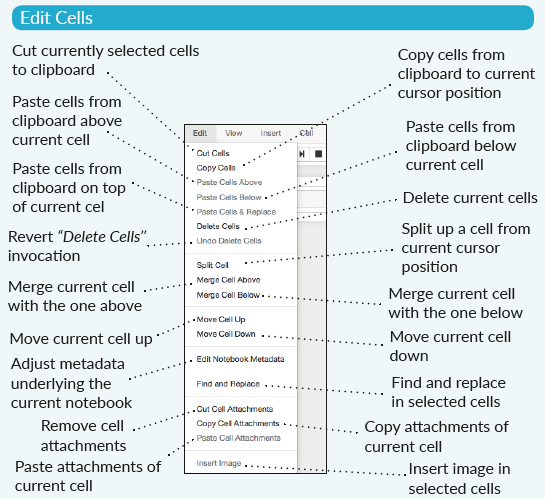 Edit Cells
Cut currently selected cells
to clipboard
Paste cells from
clipboard above
current cell
Paste cells from
clipboard on top
of current cel
Revert “Delete Cells”
invocation
Merge current cell
with the one above
Move current cell up
Adjust metadata
underlying the
current notebook
Remove cell
attachments
Paste attachments of
current cell
Edit View Insert Cell
Cut Cells
Copy Cells
Paste Cells Above
Paste Cells Below
Paste Cells & Replace
Delete Cells
Undo Delete Cells
Split Cell
Merge Cell Above
Merge Cell Below
Move Cell Up
Move Cell Down
Edit Notebook Metadata
Find and Replace
Cut Cell Attachments
Copy Cell Attachments
Paste Cell Attachments
Insert Image
Copy cells from
clipboard to current
cursor position
Paste cells from
clipboard below
current cell
Delete current cells
Split up a cell from
current cursor
position
Merge current cell
with the one below
Move current cell
down
Find and replace
in selected cells
Copy attachments of
current cell
Insert image in
selected cells